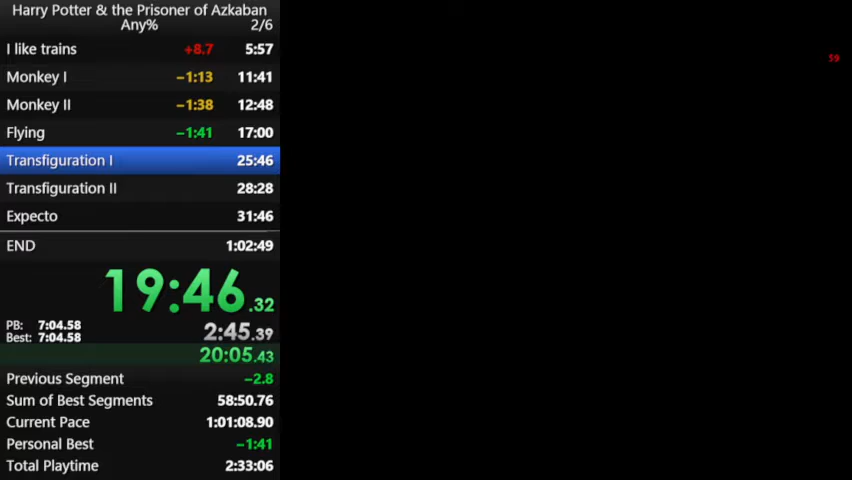 Harry Potter & the Prisoner of Azkaban
Any% 2/6
I like trains +8.7 5:57
Monkey I −1:13 11:41
Monkey II −1:38 12:48
Flying −1:41 17:00
Transfiguration I 25:46
Transfiguration II 28:28
Expecto 31:46
END 1:02:49
19:46.32
PB: 7:04.58 2:45.39
Best: 7:04.58
20:05.43
Previous Segment −2.8
Sum of Best Segments 58:50.76
Current Pace 1:01:08.90
Personal Best −1:41
Total Playtime 2:33:06
59